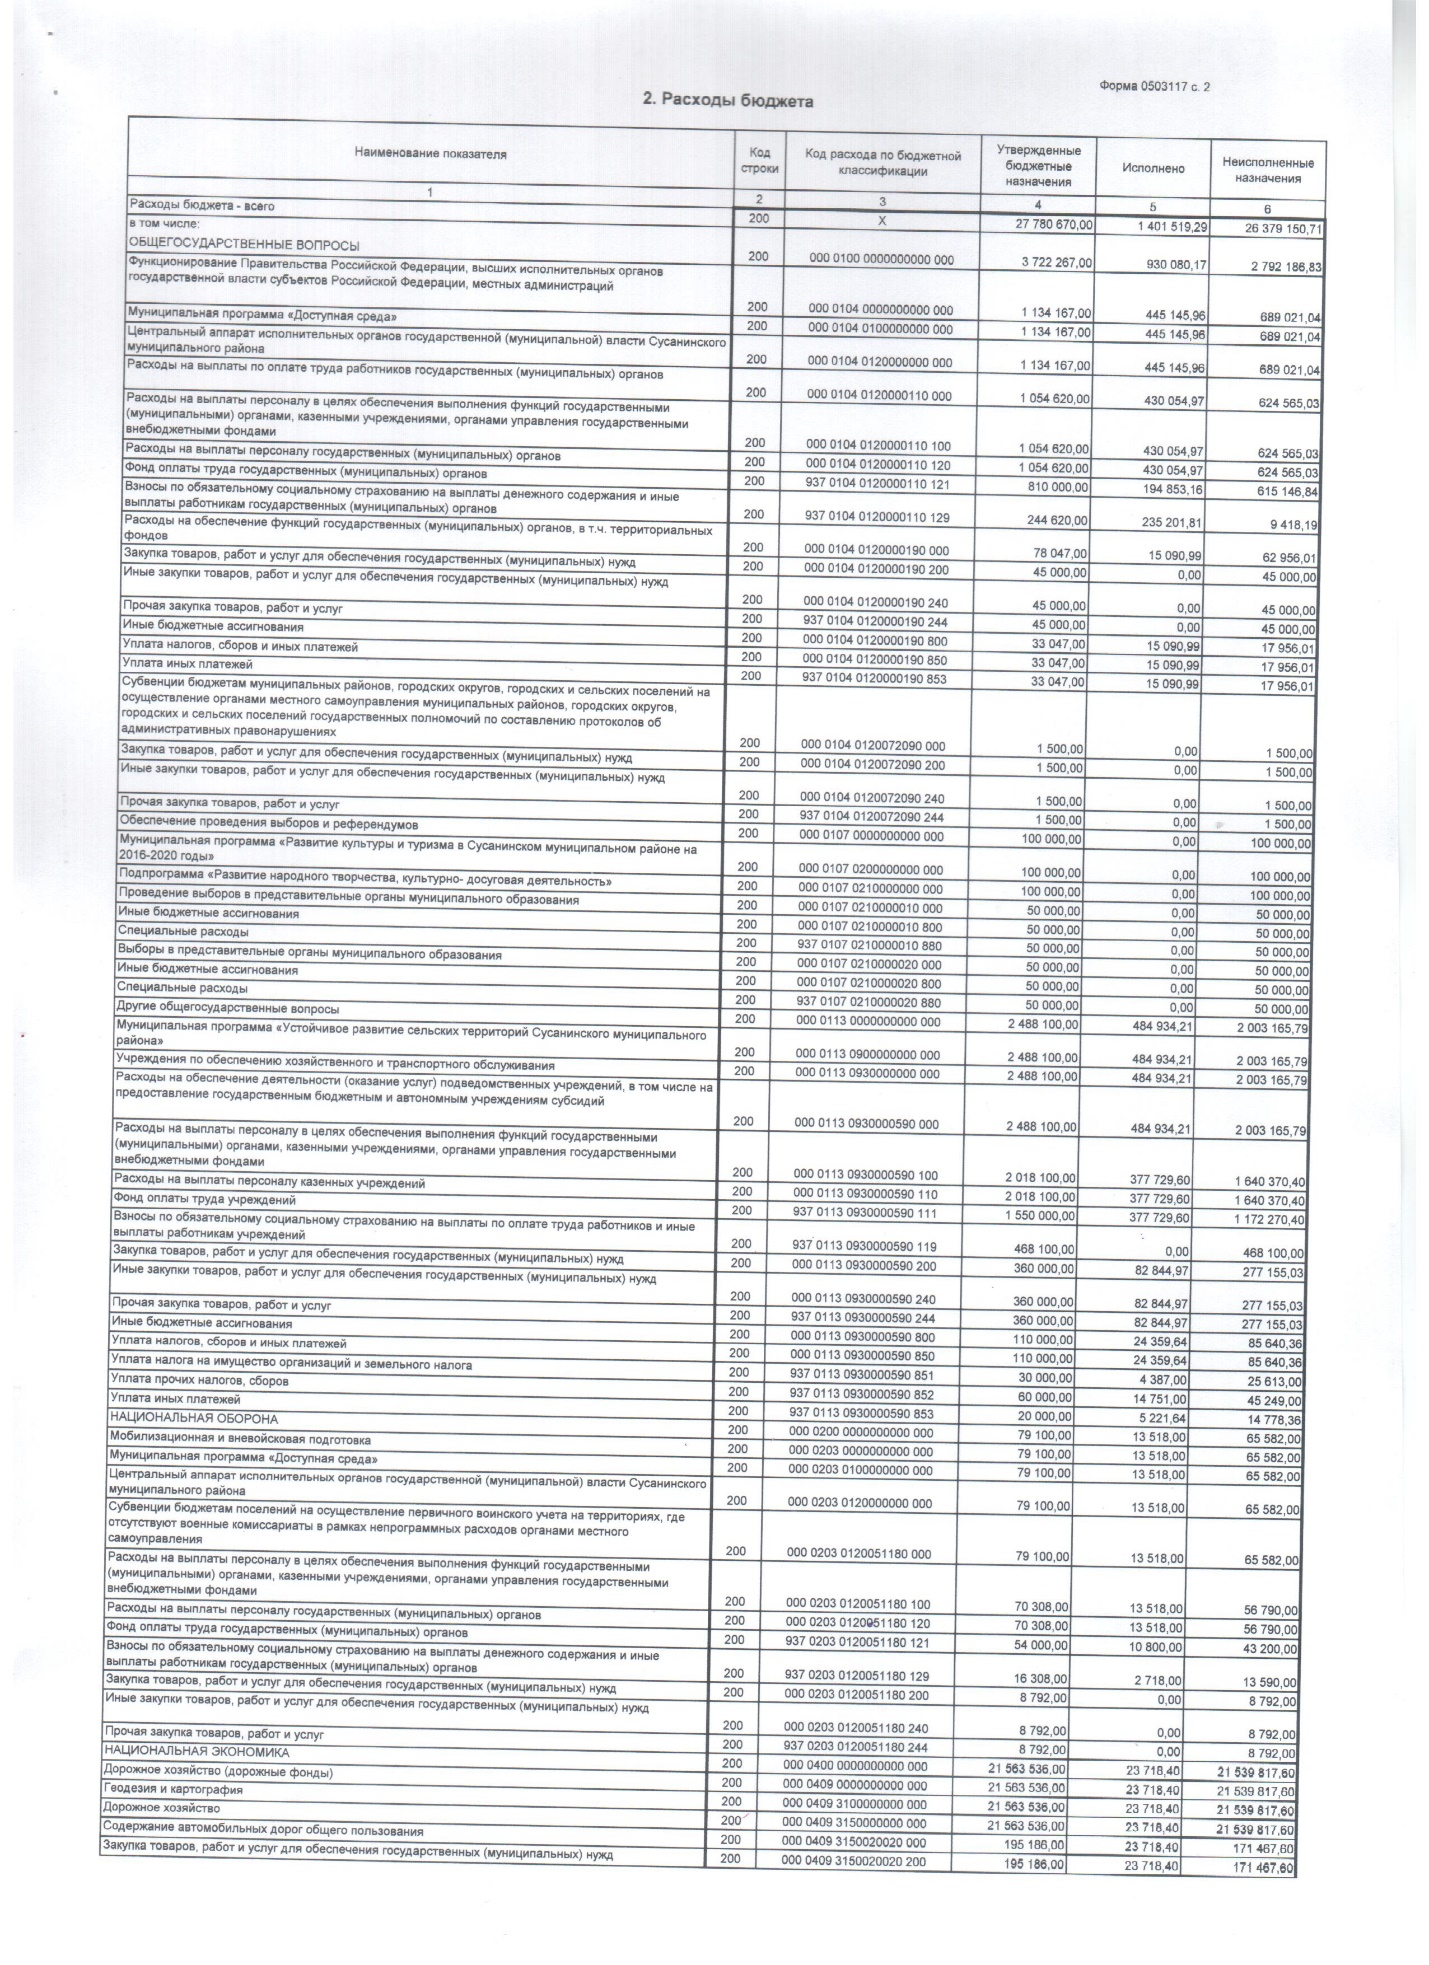 Форма 0503117 с. 2
2. Расходы бюджета
Наименование показателя | Код строки | Код расхода по бюджетной классификации | Утвержденные бюджетные назначения | Исполнено | Неисполненные назначения
1 | 2 | 3 | 4 | 5 | 6
Расходы бюджета - всего | 200 | X | 27 780 670,00 | 1 401 519,29 | 26 379 150,71
в том числе:
ОБЩЕГОСУДАРСТВЕННЫЕ ВОПРОСЫ | 200 | 000 0100 0000000000 000 | 3 722 267,00 | 930 080,17 | 2 792 186,83
Функционирование Правительства Российской Федерации, высших исполнительных органов
государственной власти субъектов Российской Федерации, местных администраций | 200 | 000 0104 0000000000 000 | 1 134 167,00 | 445 145,96 | 689 021,04
Муниципальная программа «Доступная среда» | 200 | 000 0104 0100000000 000 | 1 134 167,00 | 445 145,96 | 689 021,04
Центральный аппарат исполнительных органов государственной (муниципальной) власти Сусанинского
муниципального района | 200 | 000 0104 0120000000 000 | 1 134 167,00 | 445 145,96 | 689 021,04
Расходы на выплаты по оплате труда работников государственных (муниципальных) органов | 200 | 000 0104 0120000110 000 | 1 054 620,00 | 430 054,97 | 624 565,03
Расходы на выплаты персоналу в целях обеспечения выполнения функций государственными
(муниципальными) органами, казенными учреждениями, органами управления государственными
внебюджетными фондами | 200 | 000 0104 0120000110 100 | 1 054 620,00 | 430 054,97 | 624 565,03
Расходы на выплаты персоналу государственных (муниципальных) органов | 200 | 000 0104 0120000110 120 | 1 054 620,00 | 430 054,97 | 624 565,03
Фонд оплаты труда государственных (муниципальных) органов | 200 | 937 0104 0120000110 121 | 810 000,00 | 194 853,16 | 615 146,84
Взносы по обязательному социальному страхованию на выплаты денежного содержания и иные
выплаты работникам государственных (муниципальных) органов | 200 | 937 0104 0120000110 129 | 244 620,00 | 235 201,81 | 9 418,19
Расходы на обеспечение функций государственных (муниципальных) органов, в т.ч. территориальных
фондов | 200 | 000 0104 0120000190 000 | 78 047,00 | 15 090,99 | 62 956,01
Закупка товаров, работ и услуг для обеспечения государственных (муниципальных) нужд | 200 | 000 0104 0120000190 200 | 45 000,00 | 0,00 | 45 000,00
Иные закупки товаров, работ и услуг для обеспечения государственных (муниципальных) нужд | 200 | 000 0104 0120000190 240 | 45 000,00 | 0,00 | 45 000,00
Прочая закупка товаров, работ и услуг | 200 | 937 0104 0120000190 244 | 45 000,00 | 0,00 | 45 000,00
Иные бюджетные ассигнования | 200 | 000 0104 0120000190 800 | 33 047,00 | 15 090,99 | 17 956,01
Уплата налогов, сборов и иных платежей | 200 | 000 0104 0120000190 850 | 33 047,00 | 15 090,99 | 17 956,01
Уплата иных платежей | 200 | 937 0104 0120000190 853 | 33 047,00 | 15 090,99 | 17 956,01
Субвенции бюджетам муниципальных районов, городских округов, городских и сельских поселений на
осуществление органами местного самоуправления муниципальных районов, городских округов,
городских и сельских поселений государственных полномочий по составлению протоколов об
административных правонарушениях | 200 | 000 0104 0120072090 000 | 1 500,00 | 0,00 | 1 500,00
Закупка товаров, работ и услуг для обеспечения государственных (муниципальных) нужд | 200 | 000 0104 0120072090 200 | 1 500,00 | 0,00 | 1 500,00
Иные закупки товаров, работ и услуг для обеспечения государственных (муниципальных) нужд | 200 | 000 0104 0120072090 240 | 1 500,00 | 0,00 | 1 500,00
Прочая закупка товаров, работ и услуг | 200 | 937 0104 0120072090 244 | 1 500,00 | 0,00 | 1 500,00
Обеспечение проведения выборов и референдумов | 200 | 000 0107 0000000000 000 | 100 000,00 | 0,00 | 100 000,00
Муниципальная программа «Развитие культуры и туризма в Сусанинском муниципальном районе на
2016-2020 годы» | 200 | 000 0107 0200000000 000 | 100 000,00 | 0,00 | 100 000,00
Подпрограмма «Развитие народного творчества, культурно- досуговая деятельность» | 200 | 000 0107 0210000000 000 | 100 000,00 | 0,00 | 100 000,00
Проведение выборов в представительные органы муниципального образования | 200 | 000 0107 0210000010 000 | 50 000,00 | 0,00 | 50 000,00
Иные бюджетные ассигнования | 200 | 000 0107 0210000010 800 | 50 000,00 | 0,00 | 50 000,00
Специальные расходы | 200 | 937 0107 0210000010 880 | 50 000,00 | 0,00 | 50 000,00
Выборы в представительные органы муниципального образования | 200 | 000 0107 0210000020 000 | 50 000,00 | 0,00 | 50 000,00
Иные бюджетные ассигнования | 200 | 000 0107 0210000020 800 | 50 000,00 | 0,00 | 50 000,00
Специальные расходы | 200 | 937 0107 0210000020 880 | 50 000,00 | 0,00 | 50 000,00
Другие общегосударственные вопросы | 200 | 000 0113 0000000000 000 | 2 488 100,00 | 484 934,21 | 2 003 165,79
Муниципальная программа «Устойчивое развитие сельских территорий Сусанинского муниципального
района» | 200 | 000 0113 0900000000 000 | 2 488 100,00 | 484 934,21 | 2 003 165,79
Учреждения по обеспечению хозяйственного и транспортного обслуживания | 200 | 000 0113 0930000000 000 | 2 488 100,00 | 484 934,21 | 2 003 165,79
Расходы на обеспечение деятельности (оказание услуг) подведомственных учреждений, в том числе на
предоставление государственным бюджетным и автономным учреждениям субсидий | 200 | 000 0113 0930000590 000 | 2 488 100,00 | 484 934,21 | 2 003 165,79
Расходы на выплаты персоналу в целях обеспечения выполнения функций государственными
(муниципальными) органами, казенными учреждениями, органами управления государственными
внебюджетными фондами | 200 | 000 0113 0930000590 100 | 2 018 100,00 | 377 729,60 | 1 640 370,40
Расходы на выплаты персоналу казенных учреждений | 200 | 000 0113 0930000590 110 | 2 018 100,00 | 377 729,60 | 1 640 370,40
Фонд оплаты труда учреждений | 200 | 937 0113 0930000590 111 | 1 550 000,00 | 377 729,60 | 1 172 270,40
Взносы по обязательному социальному страхованию на выплаты по оплате труда работников и иные
выплаты работникам учреждений | 200 | 937 0113 0930000590 119 | 468 100,00 | 0,00 | 468 100,00
Закупка товаров, работ и услуг для обеспечения государственных (муниципальных) нужд | 200 | 000 0113 0930000590 200 | 360 000,00 | 82 844,97 | 277 155,03
Иные закупки товаров, работ и услуг для обеспечения государственных (муниципальных) нужд | 200 | 000 0113 0930000590 240 | 360 000,00 | 82 844,97 | 277 155,03
Прочая закупка товаров, работ и услуг | 200 | 937 0113 0930000590 244 | 360 000,00 | 82 844,97 | 277 155,03
Иные бюджетные ассигнования | 200 | 000 0113 0930000590 800 | 110 000,00 | 24 359,64 | 85 640,36
Уплата налогов, сборов и иных платежей | 200 | 000 0113 0930000590 850 | 110 000,00 | 24 359,64 | 85 640,36
Уплата налога на имущество организаций и земельного налога | 200 | 937 0113 0930000590 851 | 30 000,00 | 4 387,00 | 25 613,00
Уплата прочих налогов, сборов | 200 | 937 0113 0930000590 852 | 60 000,00 | 14 751,00 | 45 249,00
Уплата иных платежей | 200 | 937 0113 0930000590 853 | 20 000,00 | 5 221,64 | 14 778,36
НАЦИОНАЛЬНАЯ ОБОРОНА | 200 | 000 0200 0000000000 000 | 79 100,00 | 13 518,00 | 65 582,00
Мобилизационная и вневойсковая подготовка | 200 | 000 0203 0000000000 000 | 79 100,00 | 13 518,00 | 65 582,00
Муниципальная программа «Доступная среда» | 200 | 000 0203 0100000000 000 | 79 100,00 | 13 518,00 | 65 582,00
Центральный аппарат исполнительных органов государственной (муниципальной) власти Сусанинского
муниципального района | 200 | 000 0203 0120000000 000 | 79 100,00 | 13 518,00 | 65 582,00
Субвенции бюджетам поселений на осуществление первичного воинского учета на территориях, где
отсутствуют военные комиссариаты в рамках непрограммных расходов органами местного
самоуправления | 200 | 000 0203 0120051180 000 | 79 100,00 | 13 518,00 | 65 582,00
Расходы на выплаты персоналу в целях обеспечения выполнения функций государственными
(муниципальными) органами, казенными учреждениями, органами управления государственными
внебюджетными фондами | 200 | 000 0203 0120051180 100 | 70 308,00 | 13 518,00 | 56 790,00
Расходы на выплаты персоналу государственных (муниципальных) органов | 200 | 000 0203 0120051180 120 | 70 308,00 | 13 518,00 | 56 790,00
Фонд оплаты труда государственных (муниципальных) органов | 200 | 937 0203 0120051180 121 | 54 000,00 | 10 800,00 | 43 200,00
Взносы по обязательному социальному страхованию на выплаты денежного содержания и иные
выплаты работникам государственных (муниципальных) органов | 200 | 937 0203 0120051180 129 | 16 308,00 | 2 718,00 | 13 590,00
Закупка товаров, работ и услуг для обеспечения государственных (муниципальных) нужд | 200 | 000 0203 0120051180 200 | 8 792,00 | 0,00 | 8 792,00
Иные закупки товаров, работ и услуг для обеспечения государственных (муниципальных) нужд | 200 | 000 0203 0120051180 240 | 8 792,00 | 0,00 | 8 792,00
Прочая закупка товаров, работ и услуг | 200 | 937 0203 0120051180 244 | 8 792,00 | 0,00 | 8 792,00
НАЦИОНАЛЬНАЯ ЭКОНОМИКА | 200 | 000 0400 0000000000 000 | 21 563 536,00 | 23 718,40 | 21 539 817,60
Дорожное хозяйство (дорожные фонды) | 200 | 000 0409 0000000000 000 | 21 563 536,00 | 23 718,40 | 21 539 817,60
Геодезия и картография | 200 | 000 0409 3100000000 000 | 21 563 536,00 | 23 718,40 | 21 539 817,60
Дорожное хозяйство | 200 | 000 0409 3150000000 000 | 21 563 536,00 | 23 718,40 | 21 539 817,60
Содержание автомобильных дорог общего пользования | 200 | 000 0409 3150020020 000 | 195 186,00 | 23 718,40 | 171 467,60
Закупка товаров, работ и услуг для обеспечения государственных (муниципальных) нужд | 200 | 000 0409 3150020020 200 | 195 186,00 | 23 718,40 | 171 467,60